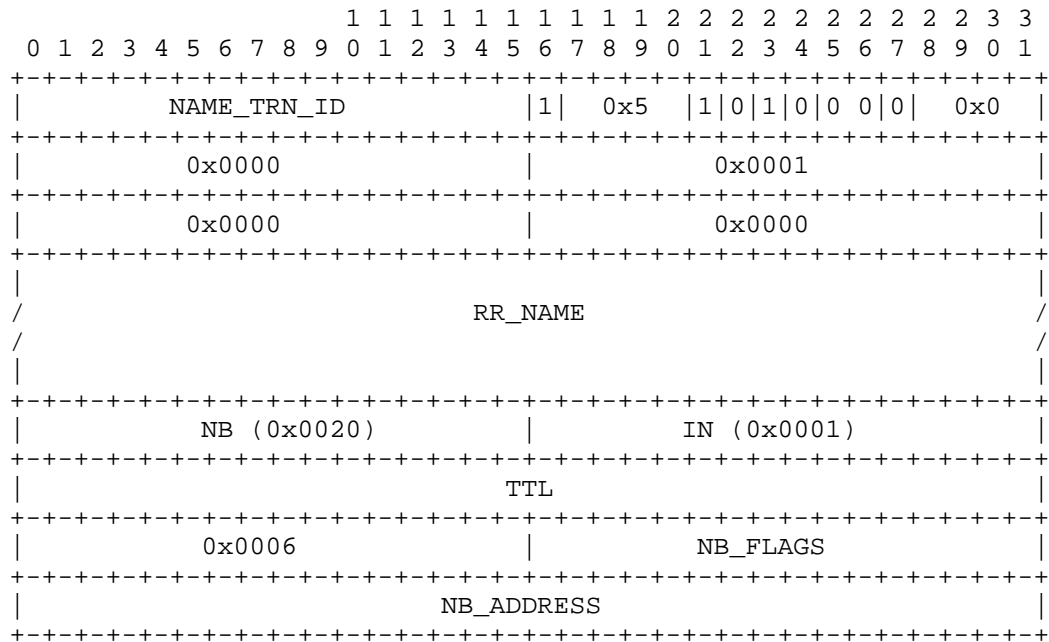 1 1 1 1 1 1 1 1 1 1 2 2 2 2 2 2 2 2 2 2 3 3
 0 1 2 3 4 5 6 7 8 9 0 1 2 3 4 5 6 7 8 9 0 1 2 3 4 5 6 7 8 9 0 1
+-+-+-+-+-+-+-+-+-+-+-+-+-+-+-+-+-+-+-+-+-+-+-+-+-+-+-+-+-+-+-+-+
|         NAME_TRN_ID           |1|  0x5  |1|0|1|0|0 0|0|  0x0  |
+-+-+-+-+-+-+-+-+-+-+-+-+-+-+-+-+-+-+-+-+-+-+-+-+-+-+-+-+-+-+-+-+
|          0x0000               |           0x0001              |
+-+-+-+-+-+-+-+-+-+-+-+-+-+-+-+-+-+-+-+-+-+-+-+-+-+-+-+-+-+-+-+-+
|          0x0000               |           0x0000              |
+-+-+-+-+-+-+-+-+-+-+-+-+-+-+-+-+-+-+-+-+-+-+-+-+-+-+-+-+-+-+-+-+
|                                                               |
/                            RR_NAME                            /
/                                                               /
|                                                               |
+-+-+-+-+-+-+-+-+-+-+-+-+-+-+-+-+-+-+-+-+-+-+-+-+-+-+-+-+-+-+-+-+
|           NB (0x0020)         |         IN (0x0001)           |
+-+-+-+-+-+-+-+-+-+-+-+-+-+-+-+-+-+-+-+-+-+-+-+-+-+-+-+-+-+-+-+-+
|                              TTL                              |
+-+-+-+-+-+-+-+-+-+-+-+-+-+-+-+-+-+-+-+-+-+-+-+-+-+-+-+-+-+-+-+-+
|           0x0006              |          NB_FLAGS             |
+-+-+-+-+-+-+-+-+-+-+-+-+-+-+-+-+-+-+-+-+-+-+-+-+-+-+-+-+-+-+-+-+
|                          NB_ADDRESS                           |
+-+-+-+-+-+-+-+-+-+-+-+-+-+-+-+-+-+-+-+-+-+-+-+-+-+-+-+-+-+-+-+-+